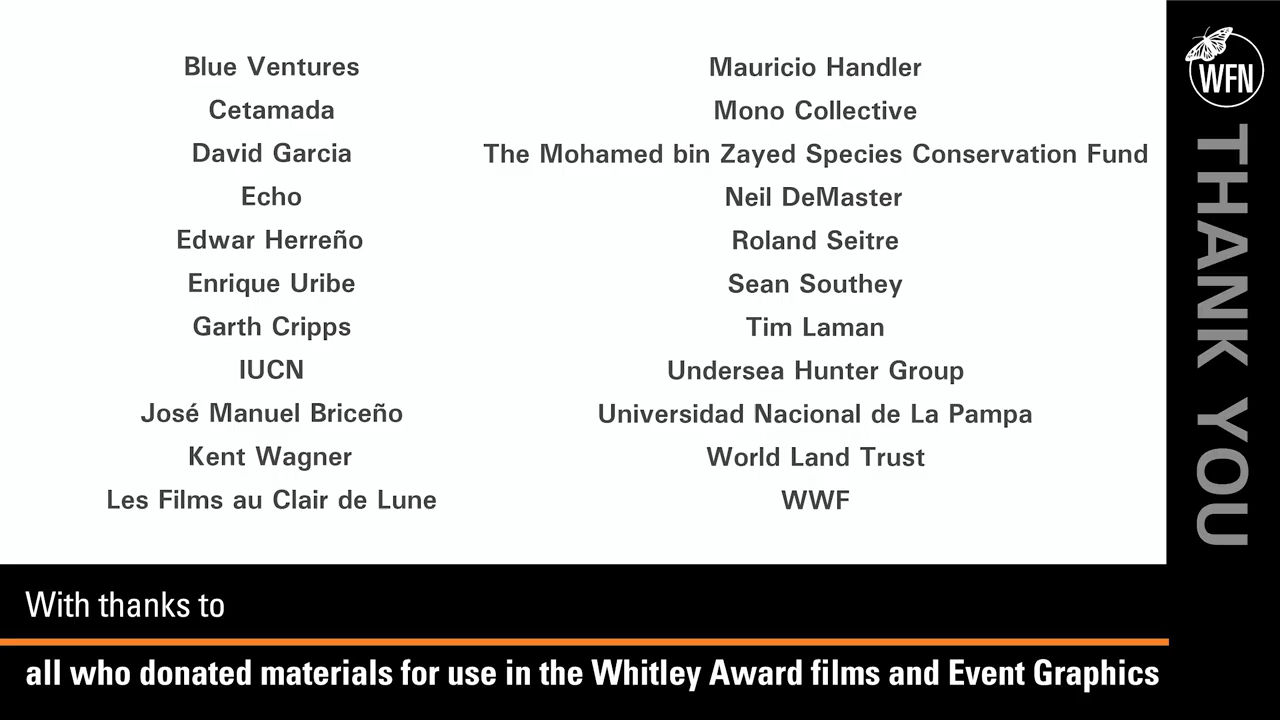 Blue Ventures
Cetamada
David Garcia
Echo
Edwar Herreño
Enrique Uribe
Garth Cripps
IUCN
José Manuel Briceño
Kent Wagner
Les Films au Clair de Lune
Mauricio Handler
Mono Collective
The Mohamed bin Zayed Species Conservation Fund
Neil DeMaster
Roland Seitre
Sean Southey
Tim Laman
Undersea Hunter Group
Universidad Nacional de La Pampa
World Land Trust
WWF
WFN
THANK YOU
With thanks to
all who donated materials for use in the Whitley Award films and Event Graphics